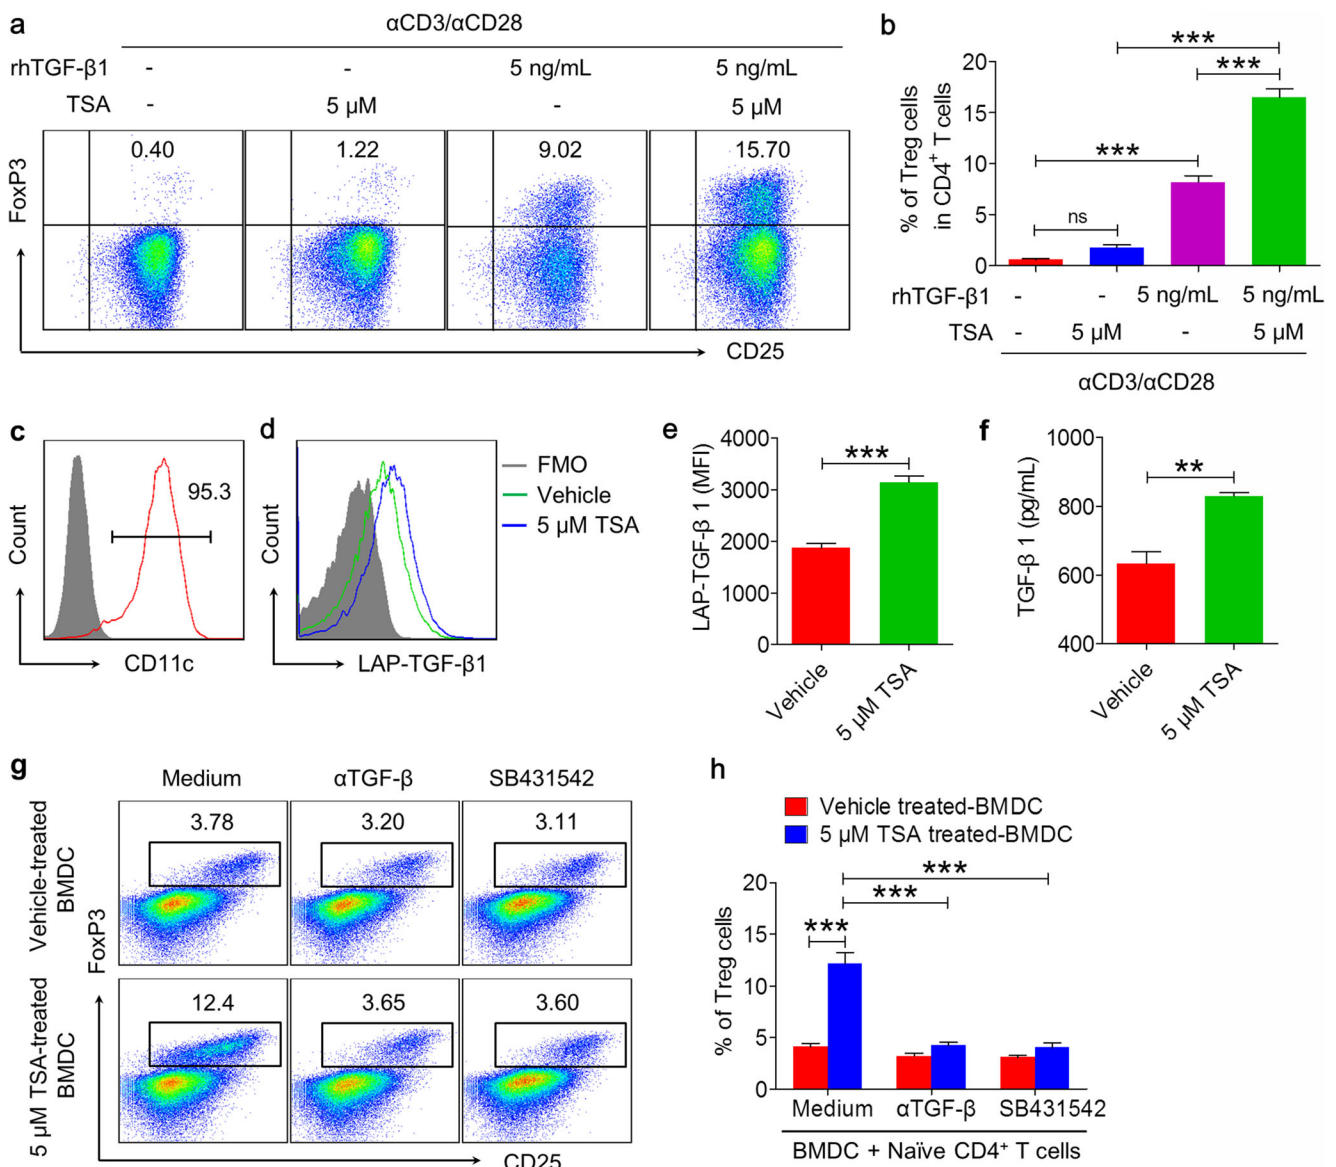 a
αCD3/αCD28
rhTGF-β1 - - 5 ng/mL 5 ng/mL
TSA - 5 µM - 5 µM
0.40 1.22 9.02 15.70
FoxP3
CD25
b
*** 
***
***
ns
% of Treg cells
in CD4⁺ T cells
20
15
10
5
0
rhTGF-β1 - - 5 ng/mL 5 ng/mL
TSA - 5 µM - 5 µM
αCD3/αCD28
c
95.3
Count
CD11c
d
Count
LAP-TGF-β1
FMO
Vehicle
5 µM TSA
e
***
LAP-TGF-β 1 (MFI)
4000
3000
2000
1000
0
Vehicle
5 µM TSA
f
**
TGF-β 1 (pg/mL)
1000
800
600
400
Vehicle
5 µM TSA
g
Medium αTGF-β SB431542
Vehicle-treated
BMDC
3.78 3.20 3.11
FoxP3
5 µM TSA-treated
BMDC
12.4 3.65 3.60
CD25
h
Vehicle treated-BMDC
5 µM TSA treated-BMDC
***
***
***
% of Treg cells
20
15
10
5
0
Medium αTGF-β SB431542
BMDC + Naïve CD4⁺ T cells